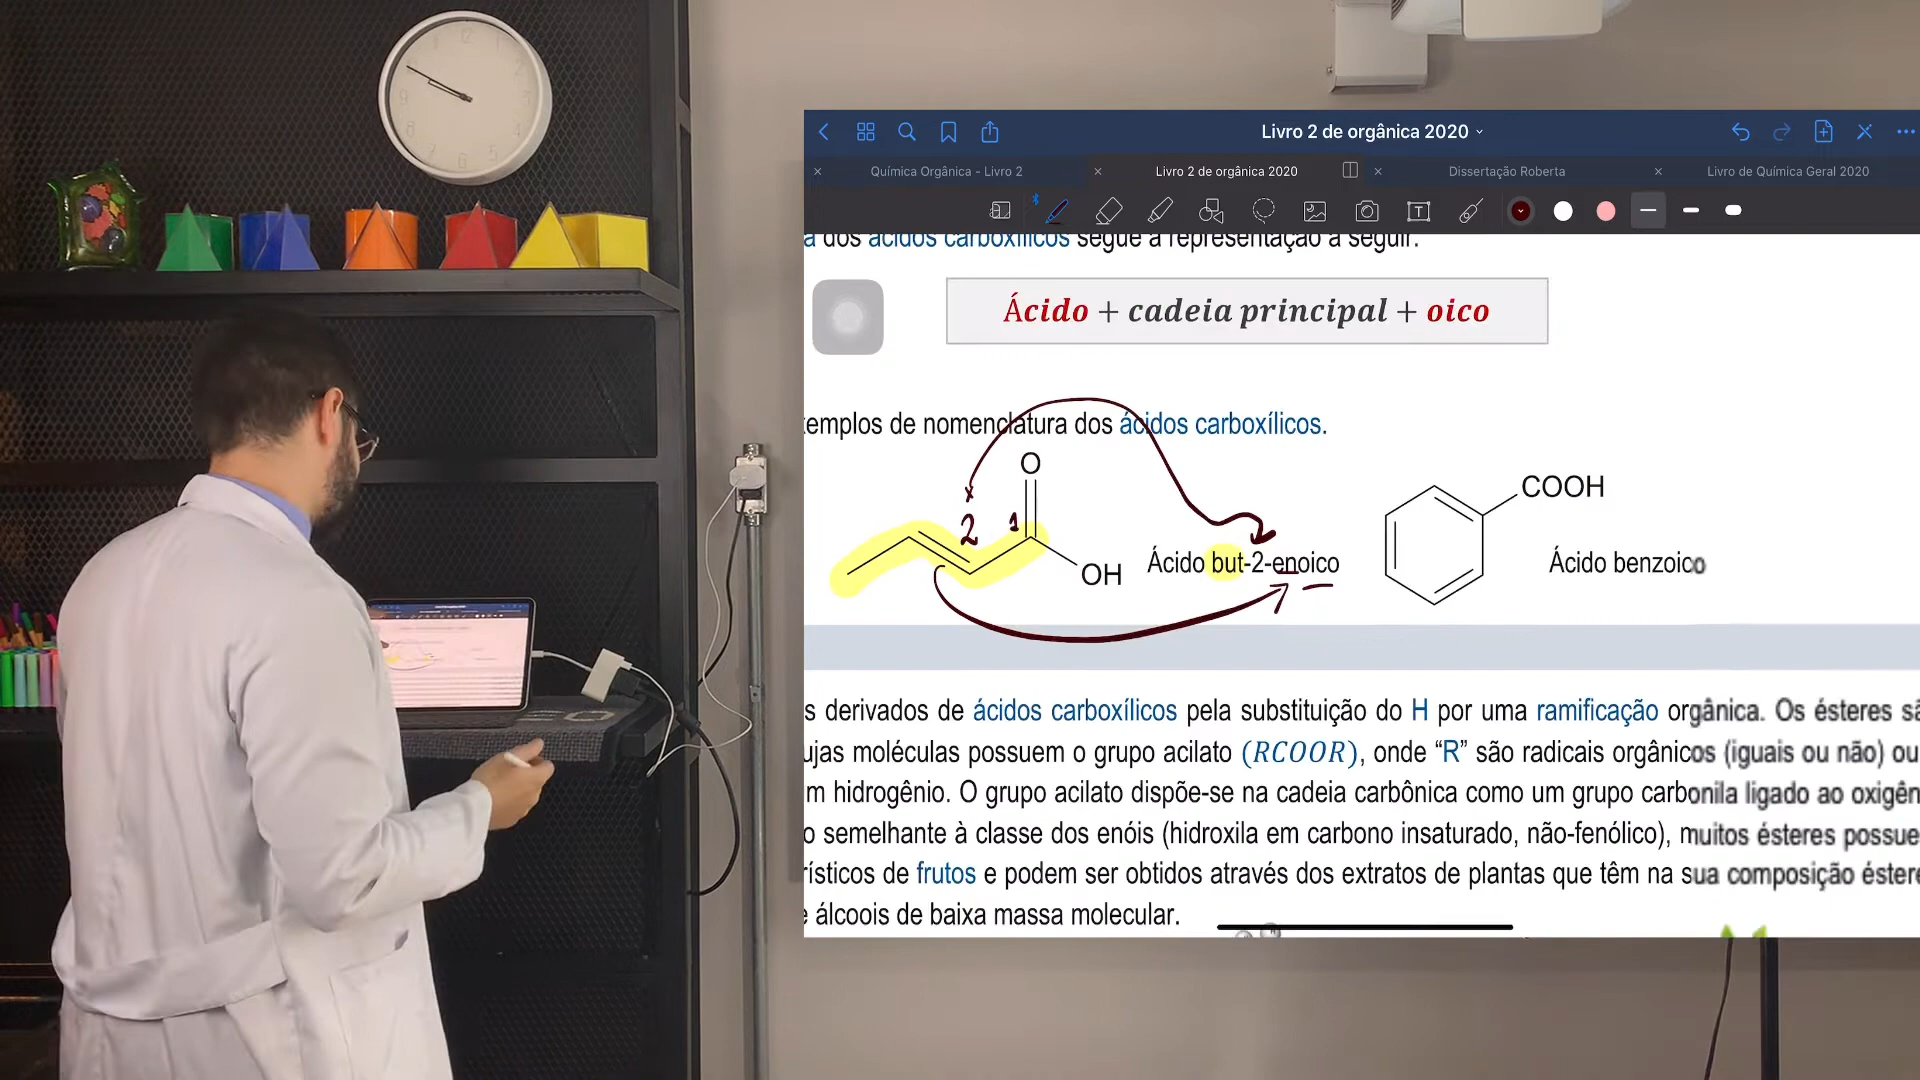 Livro 2 de orgânica 2020
Química Orgânica - Livro 2
Livro 2 de orgânica 2020
Dissertação Roberta
Livro de Química Geral 2020
a dos ácidos carboxílicos segue a representação a seguir:
Ácido + cadeia principal + oico
emplos de nomenclatura dos ácidos carboxílicos.
O
COOH
2
1
OH
Ácido but-2-enoico
Ácido benzoico
s derivados de ácidos carboxílicos pela substituição do H por uma ramificação orgânica. Os ésteres sã
ujas moléculas possuem o grupo acilato (RCOOR), onde “R” são radicais orgânicos (iguais ou não) ou
m hidrogênio. O grupo acilato dispõe-se na cadeia carbônica como um grupo carbonila ligado ao oxigên
o semelhante à classe dos enóis (hidroxila em carbono insaturado, não-fenólico), muitos ésteres possue
rísticos de frutos e podem ser obtidos através dos extratos de plantas que têm na sua composição éstere
e álcoois de baixa massa molecular.